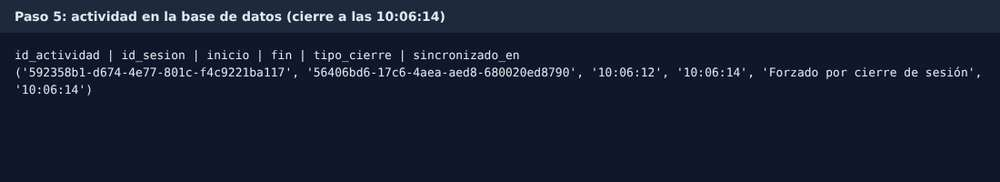 Paso 5: actividad en la base de datos (cierre a las 10:06:14)
id_actividad | id_sesion | inicio | fin | tipo_cierre | sincronizado_en
('592358b1-d674-4e77-801c-f4c9221ba117', '56406bd6-17c6-4aea-aed8-680020ed8790', '10:06:12', '10:06:14', 'Forzado por cierre de sesión',
'10:06:14')